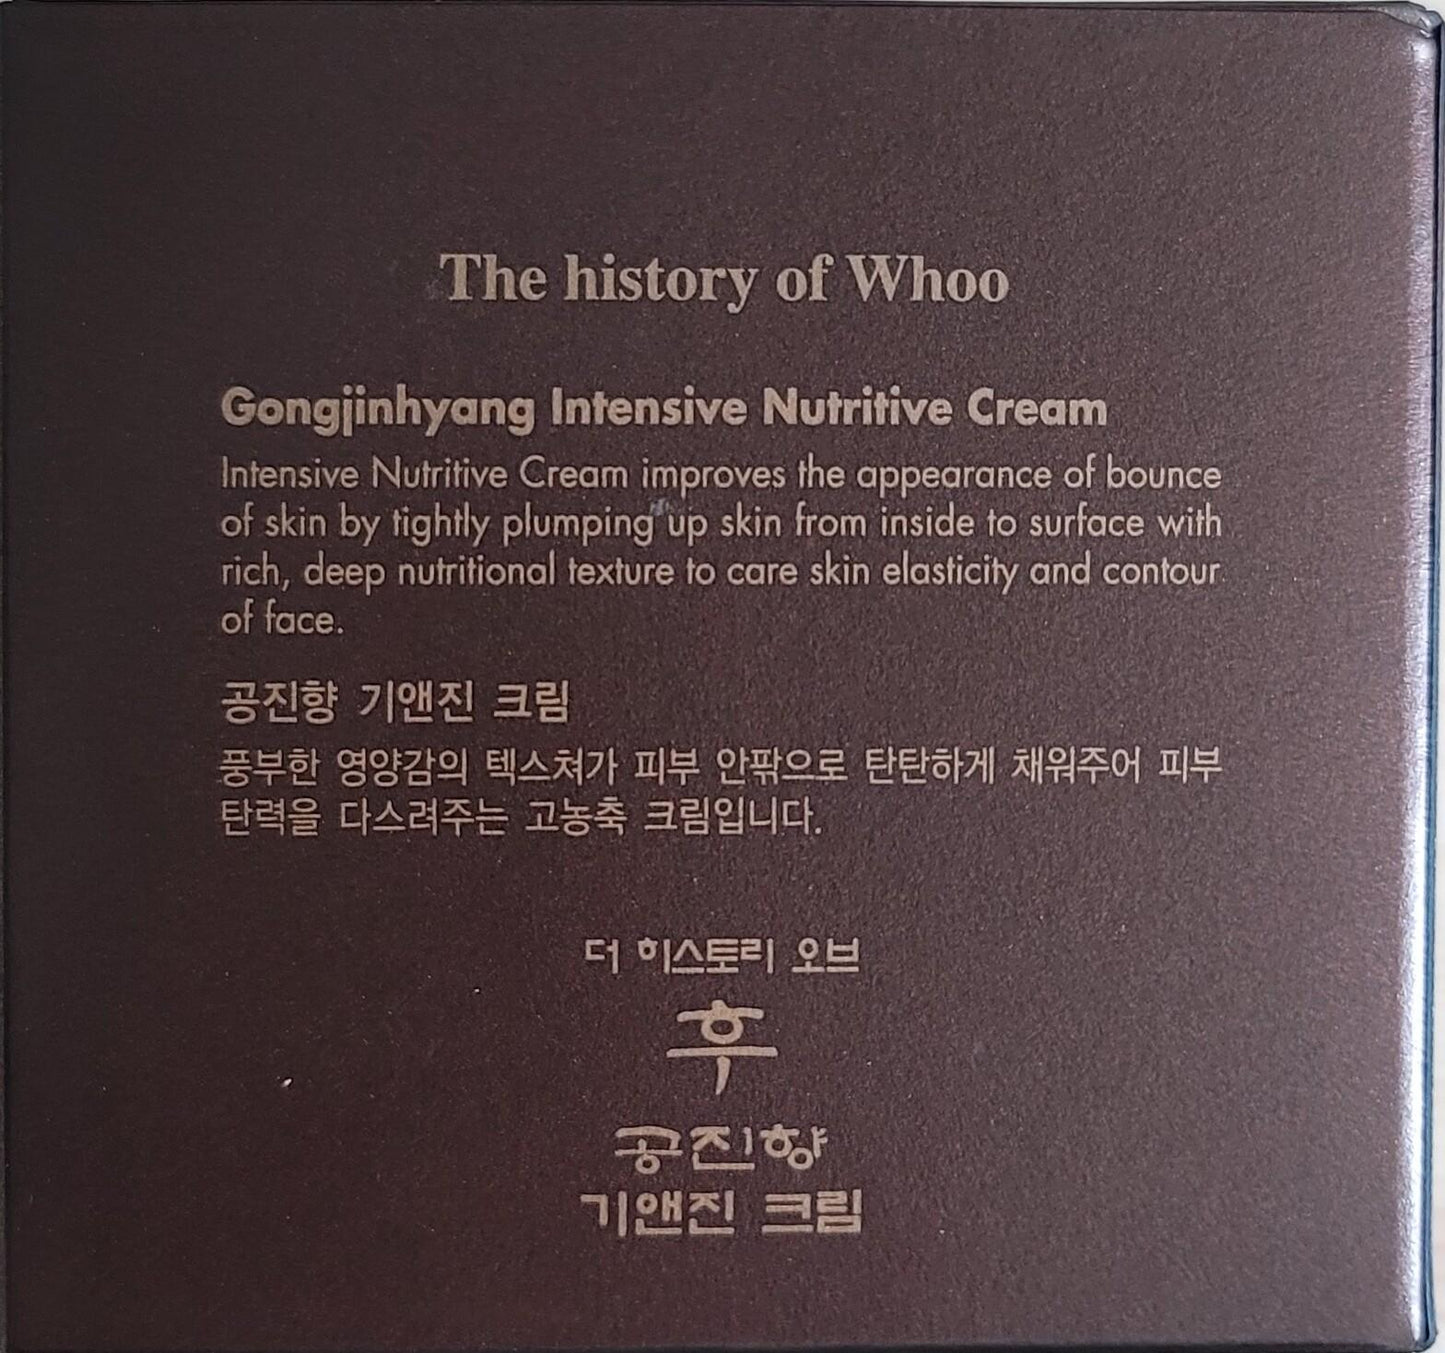 The history of Whoo
Gongjinhyang Intensive Nutritive Cream
Intensive Nutritive Cream improves the appearance of bounce
of skin by tightly plumping up skin from inside to surface with
rich, deep nutritional texture to care skin elasticity and contour
of face.
공진향 기앤진 크림
풍부한 영양감의 텍스쳐가 피부 안팎으로 탄탄하게 채워주어 피부
탄력을 다스려주는 고농축 크림입니다.
더 히스토리 오브
후
공진향
기앤진 크림